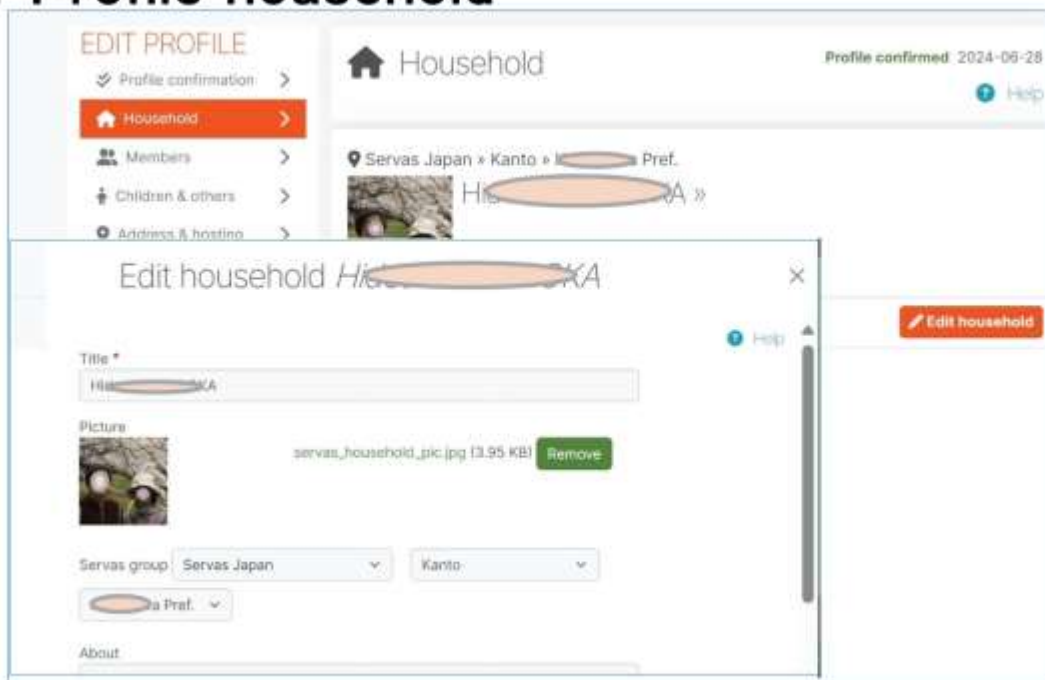 Profile household
EDIT PROFILE
Profile confirmation
Household
Members
Children & others
Address & hosting
Household
Profile confirmed 2024-06-28
Help
Servas Japan » Kanto » Pref.
»
Edit household
Edit household
×
Help
Title *
Picture
servas_household_pic.jpg (3.95 KB) Remove
Servas group Servas Japan Kanto
Pref.
About